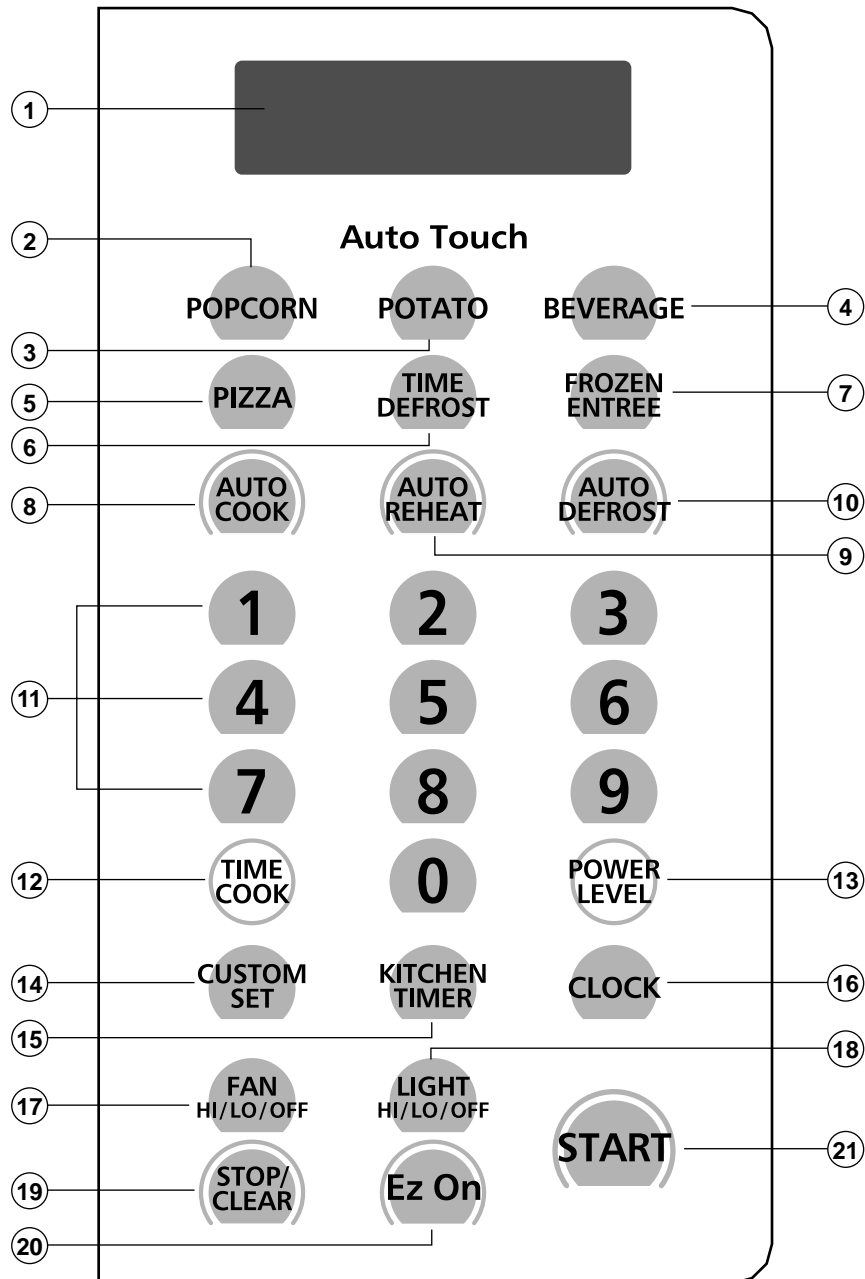 1
Auto Touch
2
POPCORN
POTATO
BEVERAGE
4
3
5
PIZZA
TIME
DEFROST
FROZEN
ENTREE
7
6
8
AUTO
COOK
AUTO
REHEAT
AUTO
DEFROST
10
9
1
2
3
11
4
5
6
7
8
9
12
TIME
COOK
0
POWER
LEVEL
13
14
CUSTOM
SET
KITCHEN
TIMER
CLOCK
16
15
18
17
FAN
HI/LO/OFF
LIGHT
HI/LO/OFF
START
21
19
STOP/
CLEAR
Ez On
20